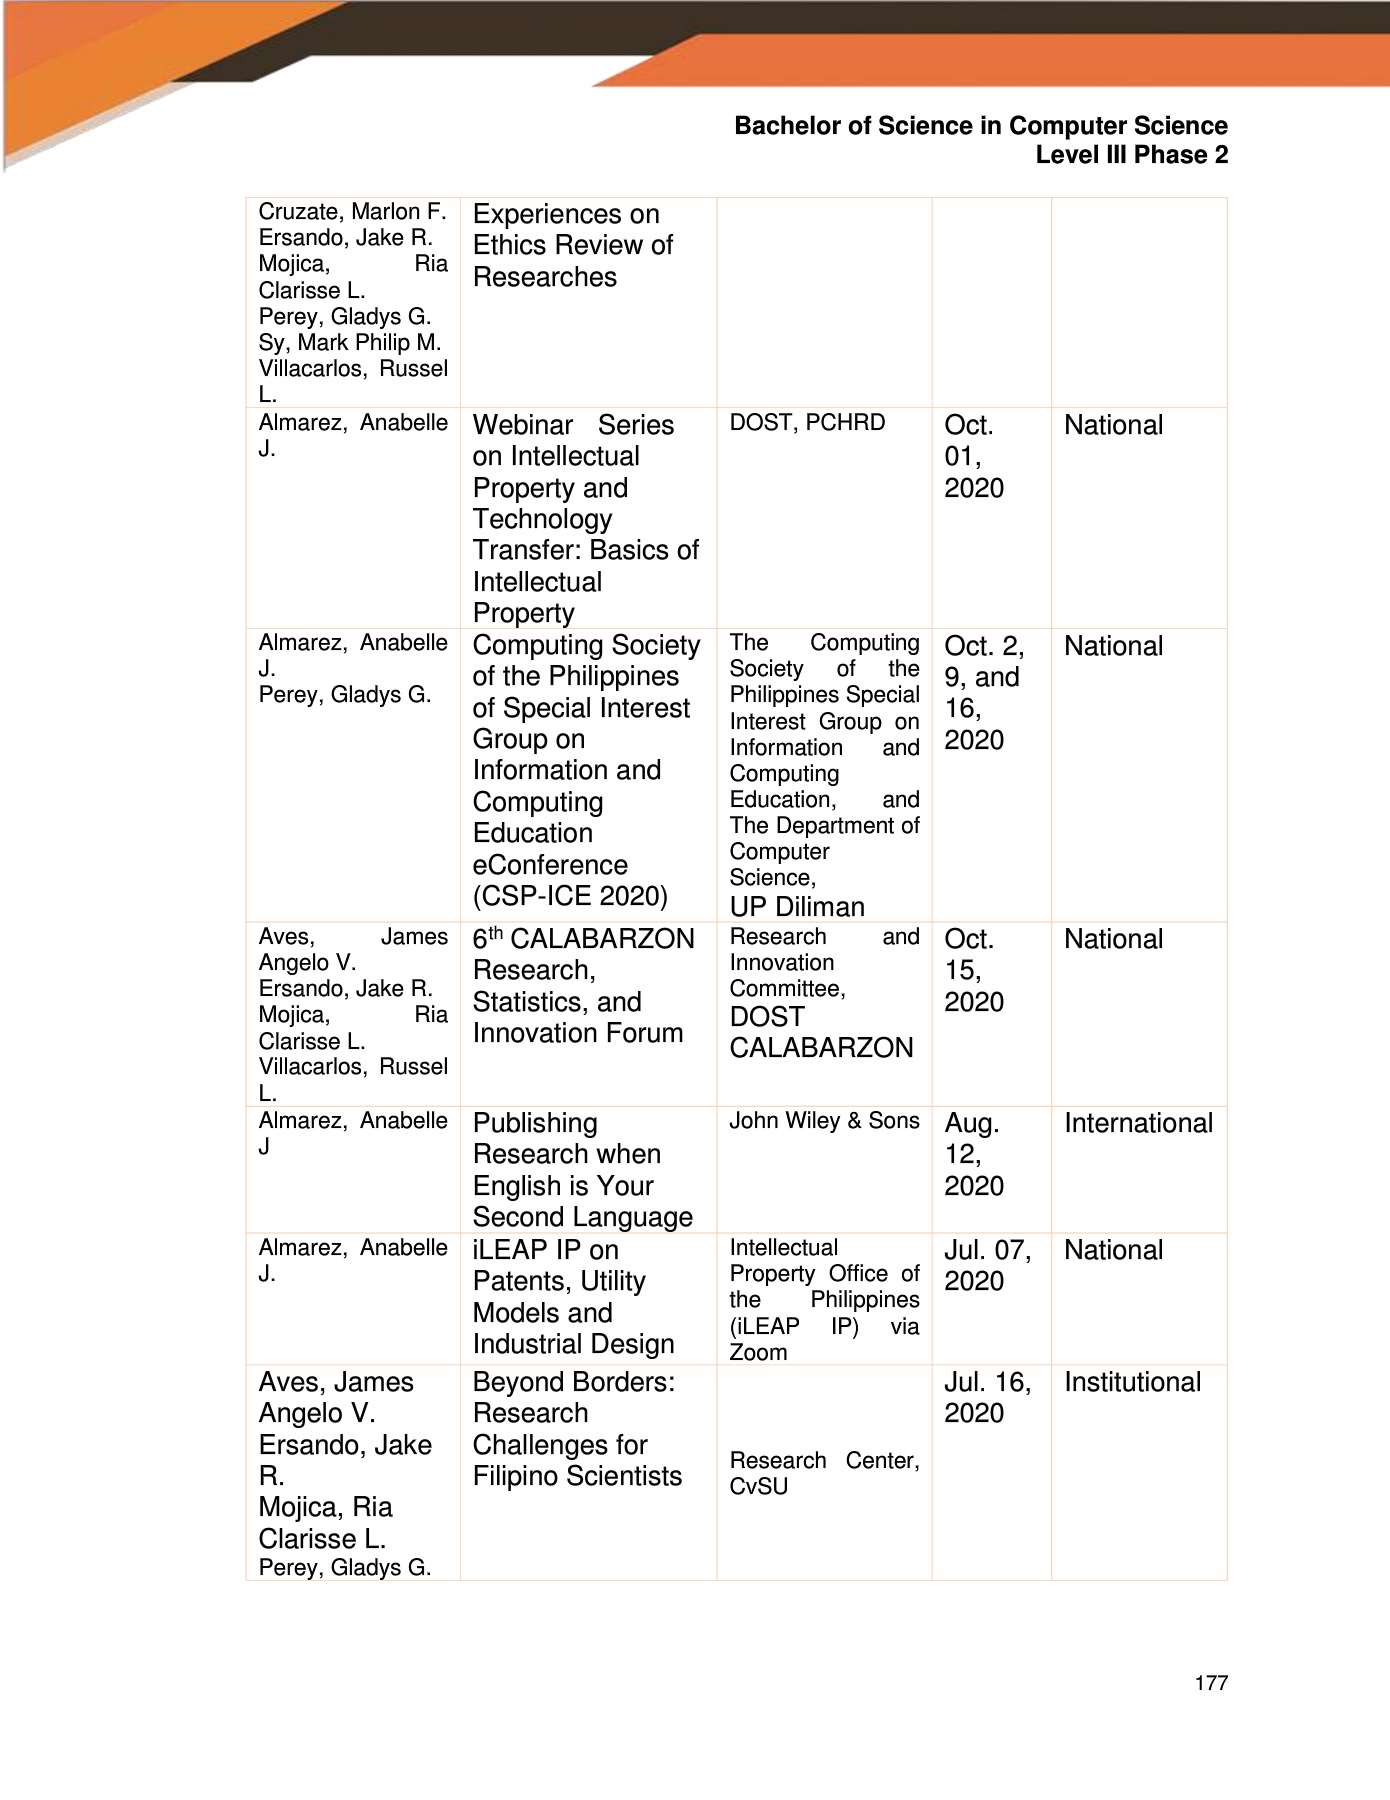 Bachelor of Science in Computer Science
Level III Phase 2
Cruzate, Marlon F.
Ersando, Jake R.
Mojica, Ria
Clarisse L.
Perey, Gladys G.
Sy, Mark Philip M.
Villacarlos, Russel
L.
Experiences on
Ethics Review of
Researches
Almarez, Anabelle
J.
Webinar Series
on Intellectual
Property and
Technology
Transfer: Basics of
Intellectual
Property
DOST, PCHRD
Oct.
01,
2020
National
Almarez, Anabelle
J.
Perey, Gladys G.
Computing Society
of the Philippines
of Special Interest
Group on
Information and
Computing
Education
eConference
(CSP-ICE 2020)
The Computing
Society of the
Philippines Special
Interest Group on
Information and
Computing
Education, and
The Department of
Computer
Science,
UP Diliman
Oct. 2,
9, and
16,
2020
National
Aves, James
Angelo V.
Ersando, Jake R.
Mojica, Ria
Clarisse L.
Villacarlos, Russel
L.
6th CALABARZON
Research,
Statistics, and
Innovation Forum
Research and
Innovation
Committee,
DOST
CALABARZON
Oct.
15,
2020
National
Almarez, Anabelle
J
Publishing
Research when
English is Your
Second Language
John Wiley & Sons
Aug.
12,
2020
International
Almarez, Anabelle
J.
iLEAP IP on
Patents, Utility
Models and
Industrial Design
Intellectual
Property Office of
the Philippines
(iLEAP IP) via
Zoom
Jul. 07,
2020
National
Aves, James
Angelo V.
Ersando, Jake
R.
Mojica, Ria
Clarisse L.
Perey, Gladys G.
Beyond Borders:
Research
Challenges for
Filipino Scientists
Research Center,
CvSU
Jul. 16,
2020
Institutional
177